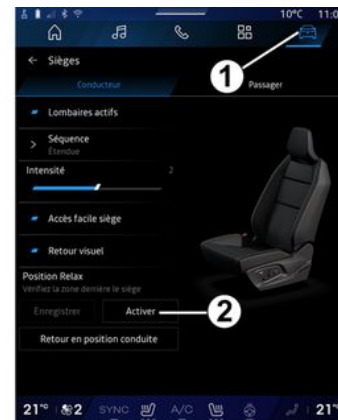 10°C 11:0
← Sièges
1
Conducteur
Passager
Lombaires actifs
Séquence
Étendue
Intensité 2
Accès facile siège
Retour visuel
Position Relax
Vérifiez la zone derrière le siège
Enregistrer Activer
2
Retour en position conduite
21° 2 SYNC A/C 21°